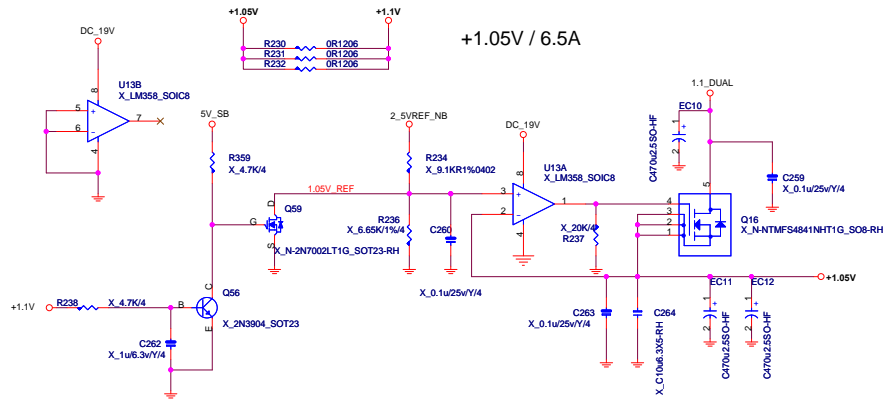 +1.05V
+1.1V
+1.05V / 6.5A
R230 0R1206
R231 0R1206
R232 0R1206
DC_19V
U13B
X_LM358_SOIC8
8
5
+
6
-
7
4
5V_SB
R359
X_4.7K/4
2_5VREF_NB
R234
X_9.1KR1%0402
1.05V_REF
Q59
D
G
S
X_N-2N7002LT1G_SOT23-RH
R236
X_6.65K/1%/4
C260
X_0.1u/25v/Y/4
DC_19V
U13A
X_LM358_SOIC8
8
3
+
2
-
1
4
X_20K/4
R237
1.1_DUAL
EC10
1
+
2
C470u2.5SO-HF
C259
X_0.1u/25v/Y/4
5
4
3
2
1
Q16
X_N-NTMFS4841NHT1G_SO8-RH
+1.05V
C263
X_0.1u/25v/Y/4
C264
X_C10u6.3X5-RH
EC11
1
+
2
C470u2.5SO-HF
EC12
1
+
2
C470u2.5SO-HF
+1.1V
R238
X_4.7K/4
Q56
C
B
E
X_2N3904_SOT23
C262
X_1u/6.3v/Y/4